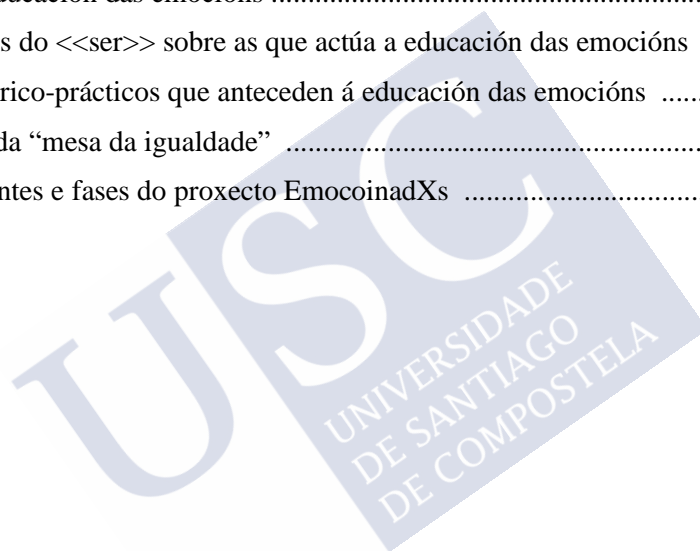 ducación das emocións ..........................................................
s do <<ser>> sobre as que actúa a educación das emocións
rico-prácticos que anteceden á educación das emocións ......
da “mesa da igualdade” ........................................................
ntes e fases do proxecto EmocoinadXs ................................
USC
UNIVERSIDADE
DE SANTIAGO
DE COMPOSTELA